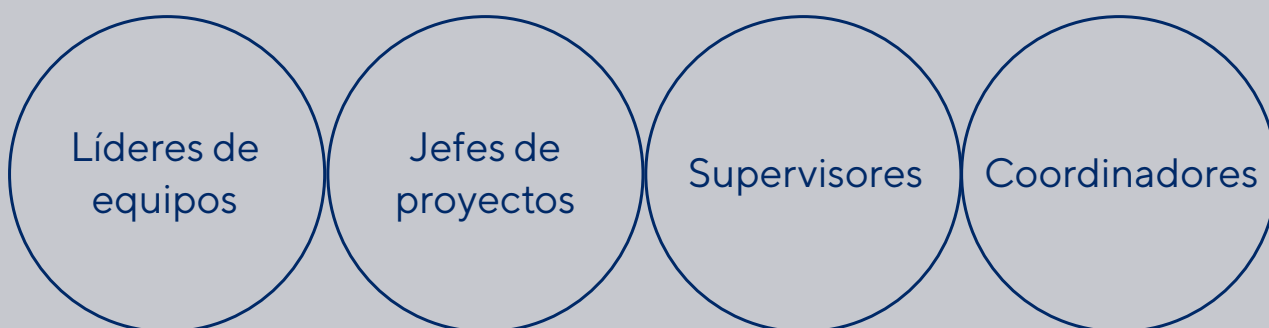 Líderes de
equipos
Jefes de
proyectos
Supervisores
Coordinadores